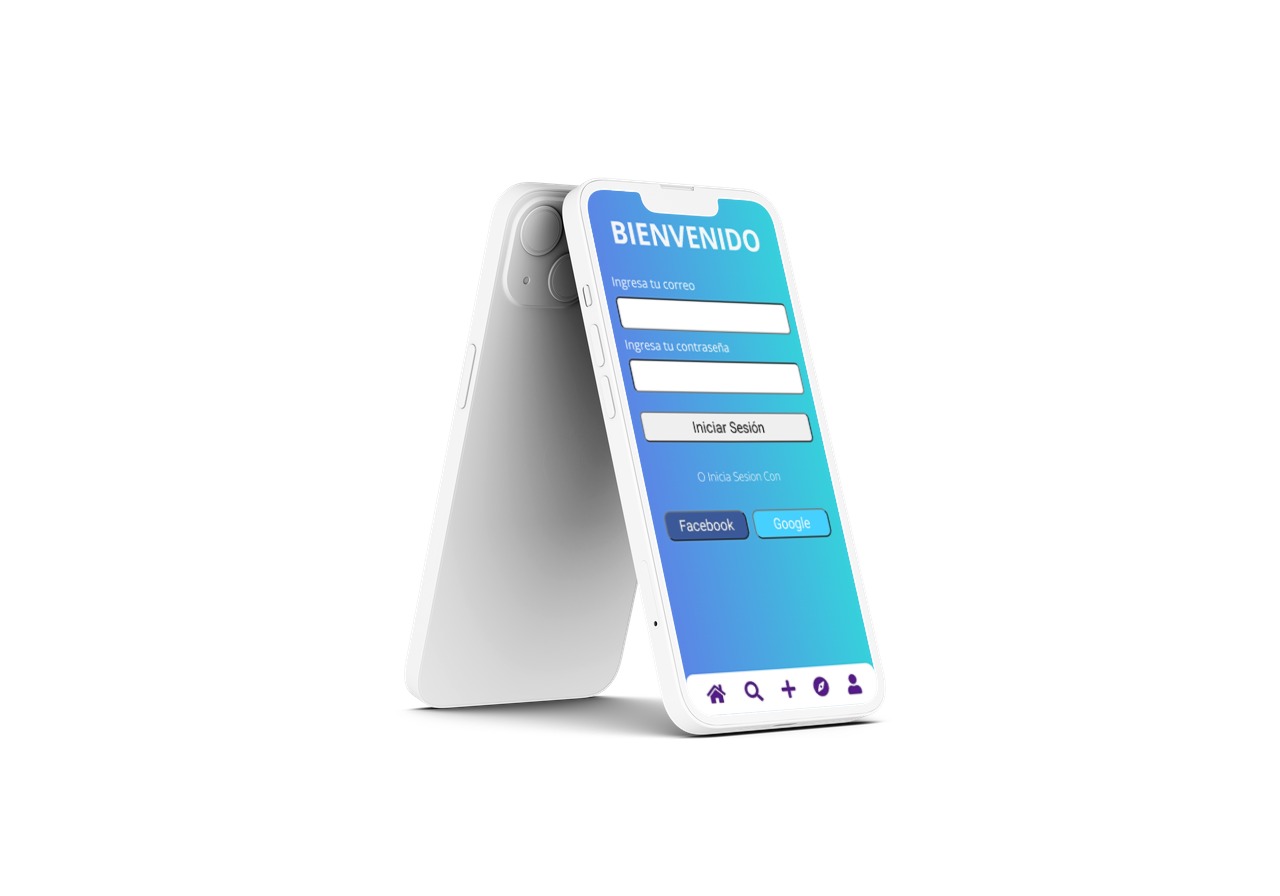 BIENVENIDO
Ingresa tu correo
Ingresa tu contraseña
Iniciar Sesión
O Inicia Sesion Con
Facebook Google